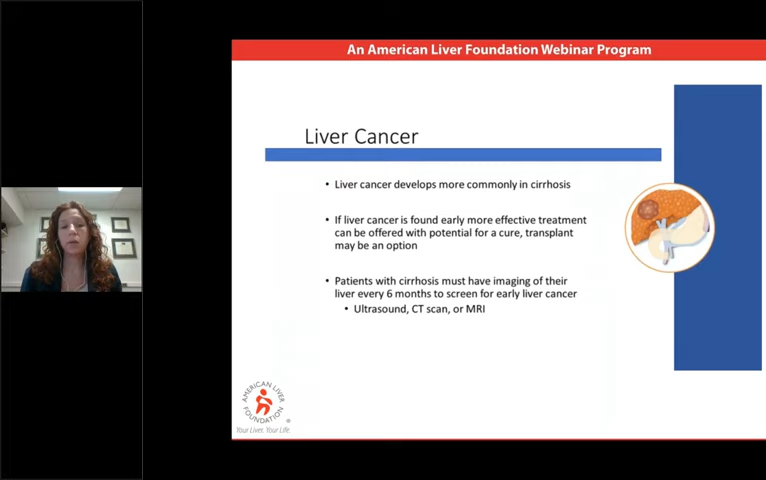 An American Liver Foundation Webinar Program
Liver Cancer
• Liver cancer develops more commonly in cirrhosis
• If liver cancer is found early more effective treatment
can be offered with potential for a cure, transplant
may be an option
• Patients with cirrhosis must have imaging of their
liver every 6 months to screen for early liver cancer
• Ultrasound, CT scan, or MRI
AMERICAN LIVER
FOUNDATION
®
Your Liver. Your Life.